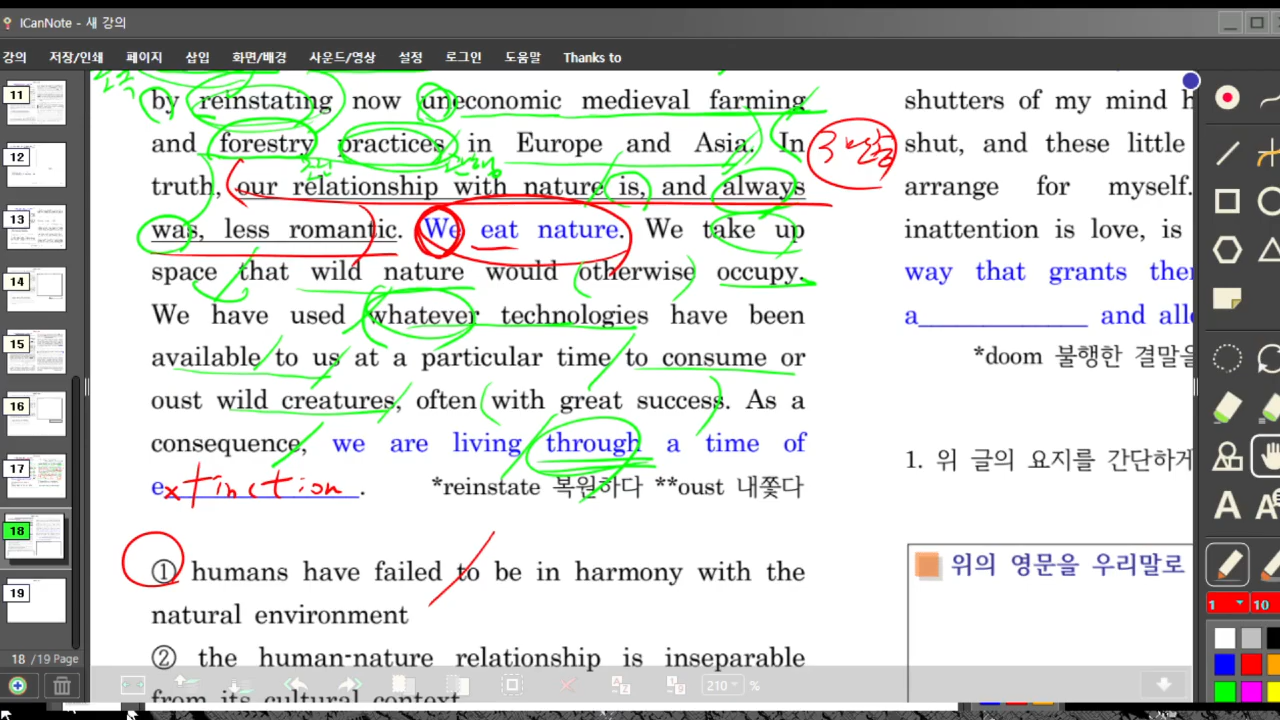 ICanNote - 새 강의
강의 저장/인쇄 페이지 삽입 화면/배경 사운드/영상 설정 로그인 도움말 Thanks to
11
12
13
14
15
16
17
18
19
18 /19 Page
by reinstating now uneconomic medieval farming
and forestry practices in Europe and Asia. In
truth, our relationship with nature is, and always
was, less romantic. We eat nature. We take up
space that wild nature would otherwise occupy.
We have used whatever technologies have been
available to us at a particular time to consume or
oust wild creatures, often with great success. As a
consequence, we are living through a time of
extinction. *reinstate 복원하다 **oust 내쫓다
① humans have failed to be in harmony with the
natural environment
② the human-nature relationship is inseparable
from its cultural context
shutters of my mind h
shut, and these little
arrange for myself.
inattention is love, is
way that grants ther
a____________ and alle
*doom 불행한 결말을
1. 위 글의 요지를 간단하게
위의 영문을 우리말로
210 %
1 10